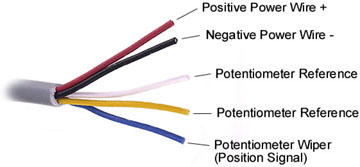 Positive Power Wire +
Negative Power Wire -
Potentiometer Reference
Potentiometer Reference
Potentiometer Wiper
(Position Signal)